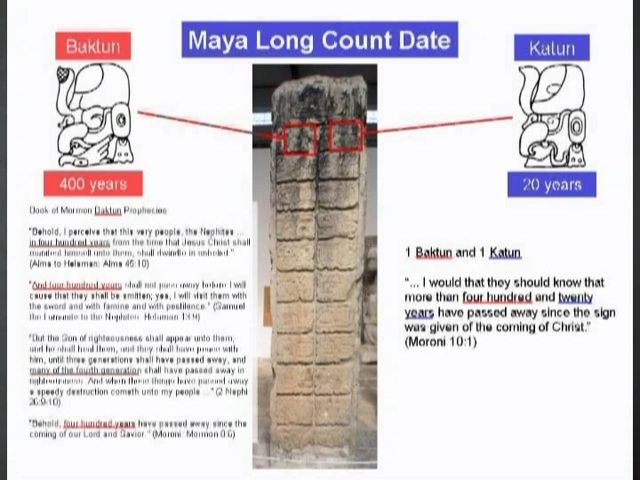 Maya Long Count Date
Baktun
400 years
Katun
20 years
Book of Mormon Baktun Prophecies
"Behold, I perceive that this very people, the Nephites ...
in four hundred years from the time that Jesus Christ shall
manifest himself unto them, shall dwindle in unbelief."
(Alma to Helaman: Alma 45:10)
"And four hundred years shall not pass away before I will
cause that they shall be smitten; yea, I will visit them with
the sword and with famine and with pestilence." (Samuel
the Lamanite to the Nephites: Helaman
"But the Son of righteousness shall appear unto them;
and he shall heal them, and they shall have peace with
him, until three generations shall have passed away, and
many of the fourth generation shall have passed away in
righteousness. And when these things have passed away
a speedy destruction cometh unto my people ..." (2 Nephi
"Behold, four hundred years have passed away since the
coming of our Lord and Savior." (Moroni: Mormon
1 Baktun and 1 Katun
"... I would that they should know that
more than four hundred and twenty
years have passed away since the sign
was given of the coming of Christ."
(Moroni 10:1)